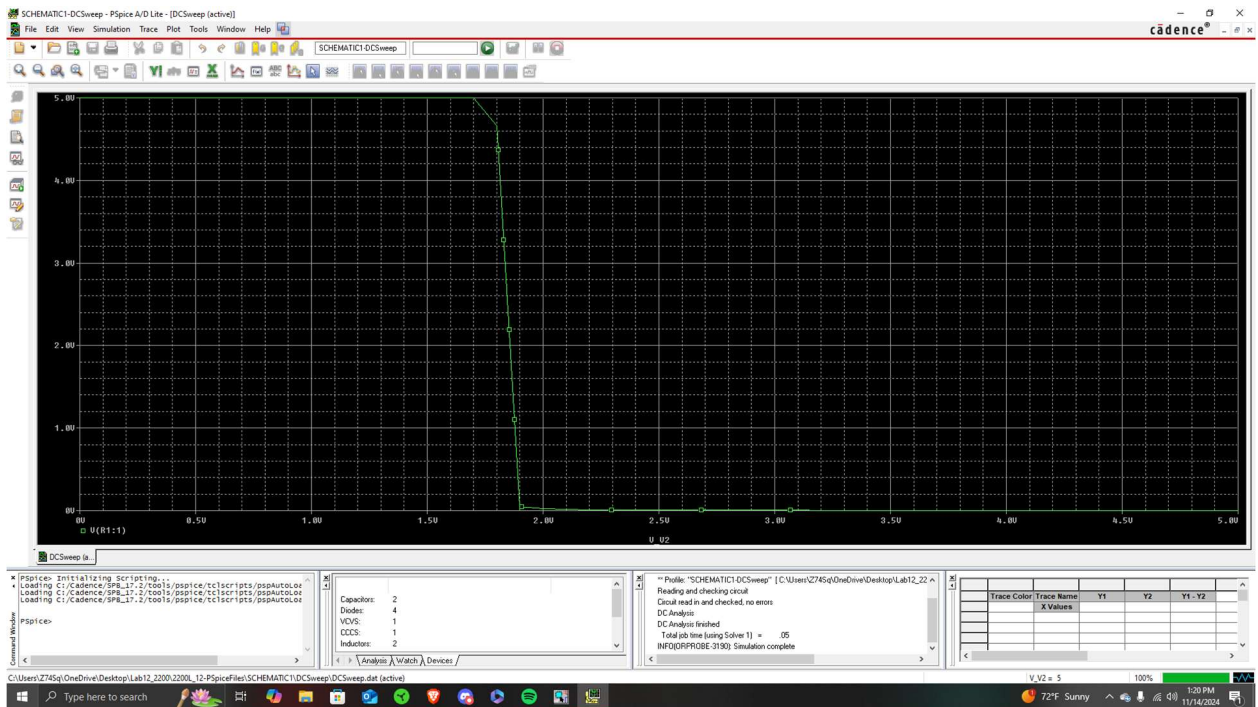 SCHEMATIC1-DCSweep - PSpice A/D Lite - [DCSweep (active)]
File Edit View Simulation Trace Plot Tools Window Help
cādence®
SCHEMATIC1-DCSweep
5.0V
4.0V
3.0V
2.0V
1.0V
0V
0V 0.5V 1.0V 1.5V 2.0V 2.5V 3.0V 3.5V 4.0V 4.5V 5.0V
V(R1:1)
V_V2
DCSweep (a...
Command Window
PSpice> Initializing Scripting...
Loading C:/Cadence/SPB_17.2/tools/pspice/tclscripts/pspAutoLoa
Loading C:/Cadence/SPB_17.2/tools/pspice/tclscripts/pspAutoLoa
Loading C:/Cadence/SPB_17.2/tools/pspice/tclscripts/pspAutoLoa
PSpice>
Capacitors: 2
Diodes: 4
VCVS: 1
CCCS: 1
Inductors: 2
Analysis Watch Devices
** Profile: "SCHEMATIC1-DCSweep" [ C:\Users\Z74Sq\OneDrive\Desktop\Lab12_22
Reading and checking circuit
Circuit read in and checked, no errors
DC Analysis
DC Analysis finished
Total job time (using Solver 1) = .05
INFO(ORPROBE-3190): Simulation complete
Trace Color Trace Name Y1 Y2 Y1 - Y2
X Values
C:\Users\Z74Sq\OneDrive\Desktop\Lab12_2200\2200L_12-PSpiceFiles\SCHEMATIC1\DCSweep\DCSweep.dat (active)
V_V2 = 5
100%
Type here to search
72°F Sunny
1:20 PM
11/14/2024